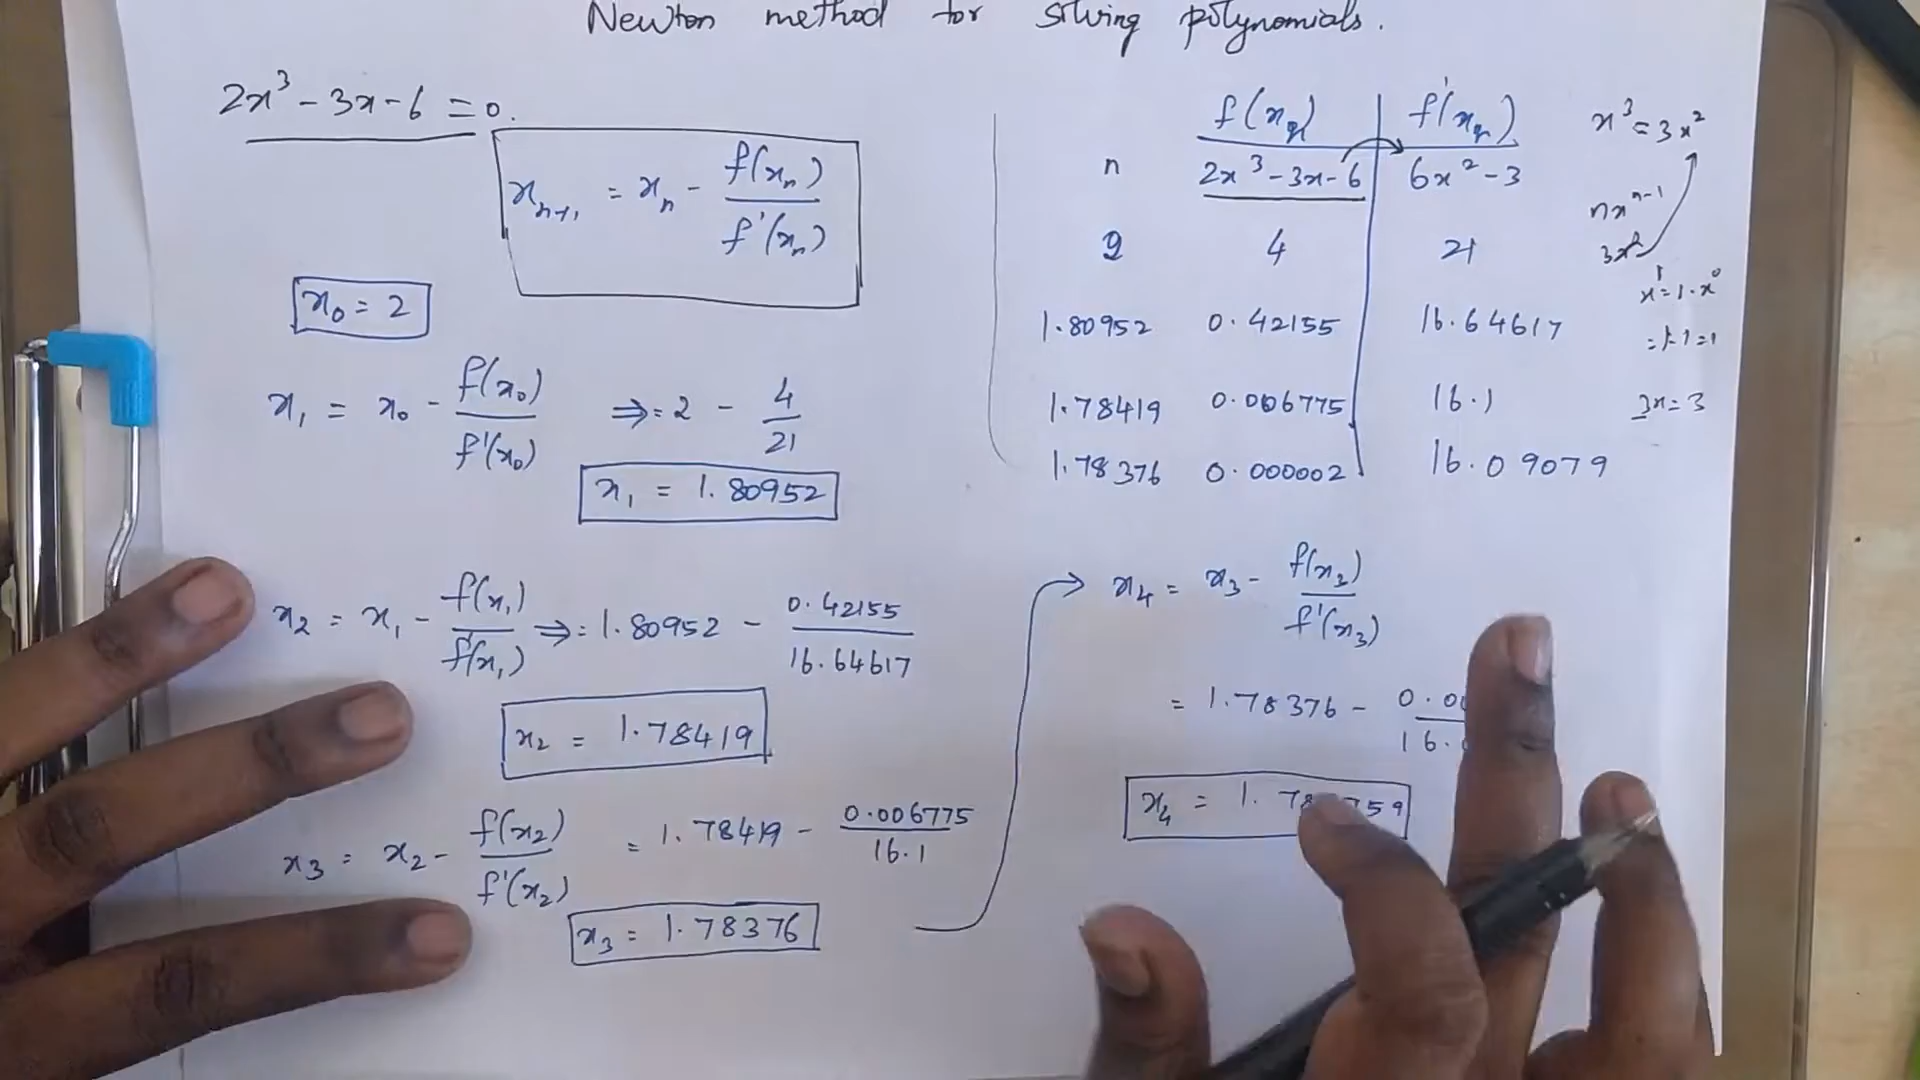 Newton method for solving polynomials.
2x³ - 3x - 6 = 0.
xₙ₊₁ = xₙ - f(xₙ) / f'(xₙ)
x₀ = 2
x₁ = x₀ - f(x₀) / f'(x₀) ⇒ = 2 - 4 / 21
x₁ = 1.80952
x₂ = x₁ - f(x₁) / f'(x₁) ⇒ = 1.80952 - 0.42155 / 16.64617
x₂ = 1.78419
x₃ = x₂ - f(x₂) / f'(x₂) = 1.78419 - 0.006775 / 16.1
x₃ = 1.78376
f(xₙ) f'(xₙ)
n 2x³ - 3x - 6 6x² - 3
2 4 21
1.80952 0.42155 16.64617
1.78419 0.006775 16.1
1.78376 0.000002 16.09079
x³ = 3x²
nxⁿ⁻¹
3x²
x¹ = 1·x⁰
= 1·1 = 1
3x = 3
x₄ = x₃ - f(x₃) / f'(x₃)
= 1.78376 -
x₄ =